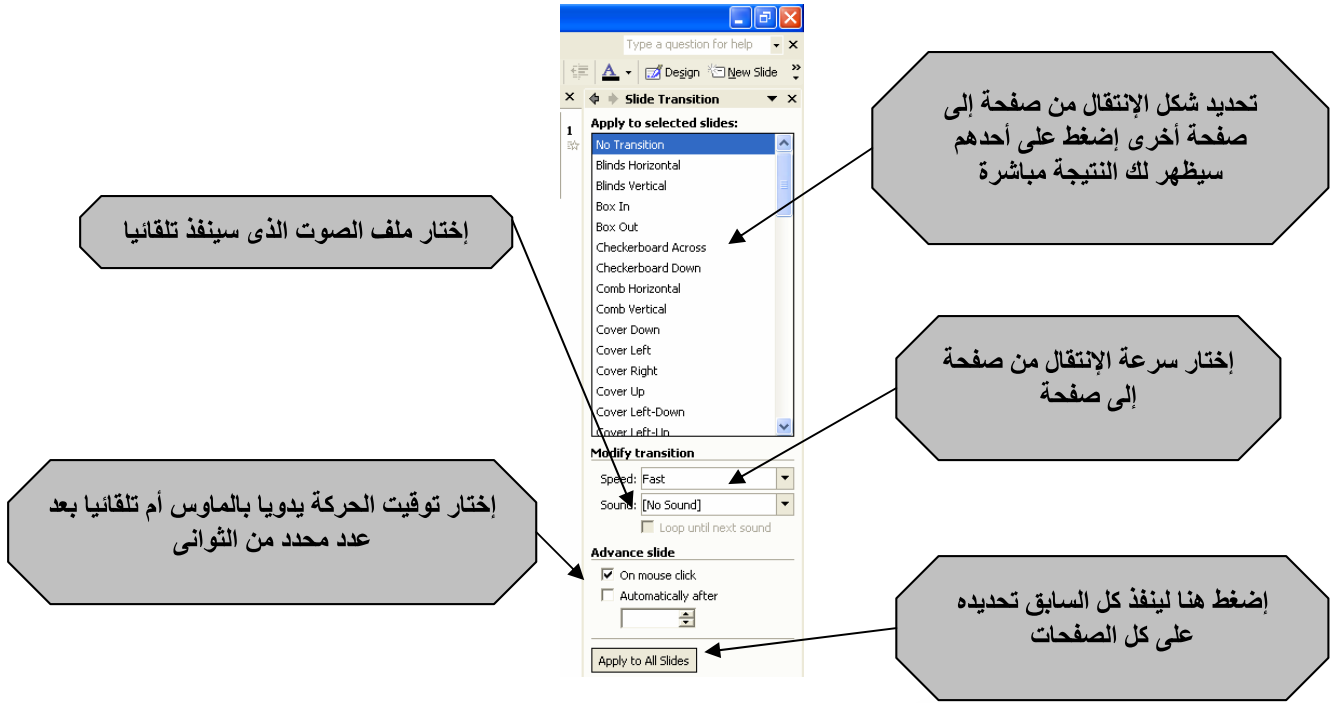 Type a question for help
Design New Slide
Slide Transition
1
Apply to selected slides:
No Transition
Blinds Horizontal
Blinds Vertical
Box In
Box Out
Checkerboard Across
Checkerboard Down
Comb Horizontal
Comb Vertical
Cover Down
Cover Left
Cover Right
Cover Up
Cover Left-Down
Cover Left-Up
Modify transition
Speed: Fast
Sound: [No Sound]
Loop until next sound
Advance slide
On mouse click
Automatically after
Apply to All Slides
تحديد شكل الإنتقال من صفحة إلى
صفحة أخرى إضغط على أحدهم
سيظهر لك النتيجة مباشرة
إختار ملف الصوت الذى سينفذ تلقائيا
إختار سرعة الإنتقال من صفحة
إلى صفحة
إختار توقيت الحركة يدويا بالماوس أم تلقائيا بعد
عدد محدد من الثوانى
إضغط هنا لينفذ كل السابق تحديده
على كل الصفحات